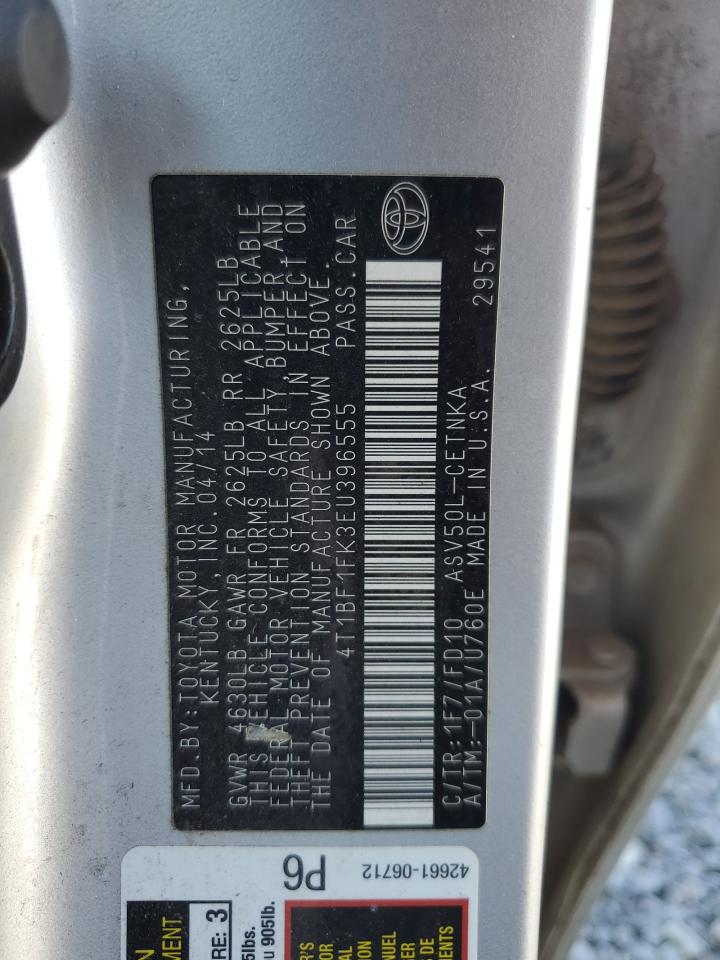 MFD.BY:TOYOTA MOTOR MANUFACTURING,
KENTUCKY,INC.04/14
GVWR 4630LB GAWR FR 2625LB RR 2625LB
THIS VEHICLE CONFORMS TO ALL APPLICABLE
FEDERAL MOTOR VEHICLE SAFETY,BUMPER,AND
THEFT PREVENTION STANDARDS IN EFFECT ON
THE DATE OF MANUFACTURE SHOWN ABOVE.
4T1BF1FK3EU396555 PASS.CAR
C/TR:1F7/FD10 ASV50L-CETNKA
A/TM:-01A/U760E MADE IN U.S.A. 29541
P6
42661-06712
3
905lb.